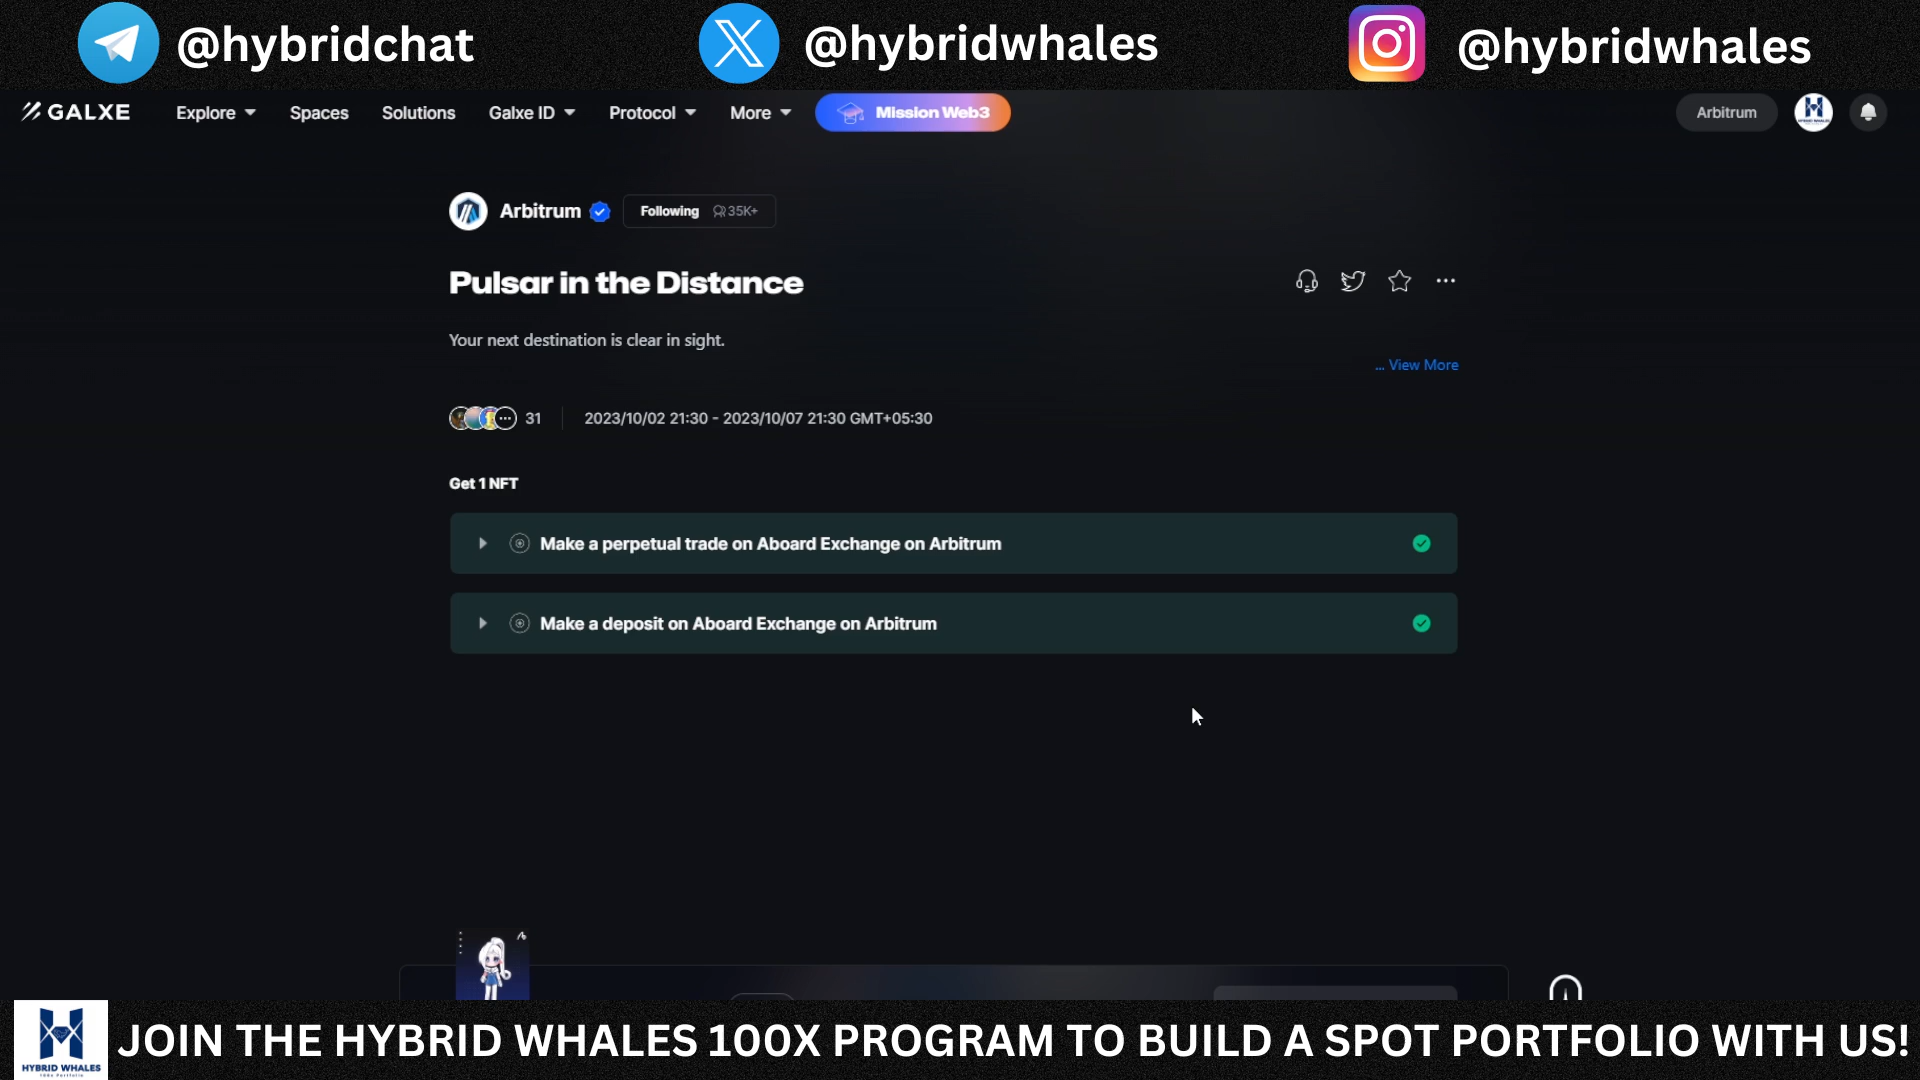 @hybridchat
@hybridwhales
@hybridwhales
GALXE Explore Spaces Solutions Galxe ID Protocol More Mission Web3 Arbitrum
Arbitrum Following 35K+
Pulsar in the Distance
Your next destination is clear in sight.
... View More
31 2023/10/02 21:30 - 2023/10/07 21:30 GMT+05:30
Get 1 NFT
Make a perpetual trade on Aboard Exchange on Arbitrum
Make a deposit on Aboard Exchange on Arbitrum
HYBRID WHALES
100x Portfolio
JOIN THE HYBRID WHALES 100X PROGRAM TO BUILD A SPOT PORTFOLIO WITH US!